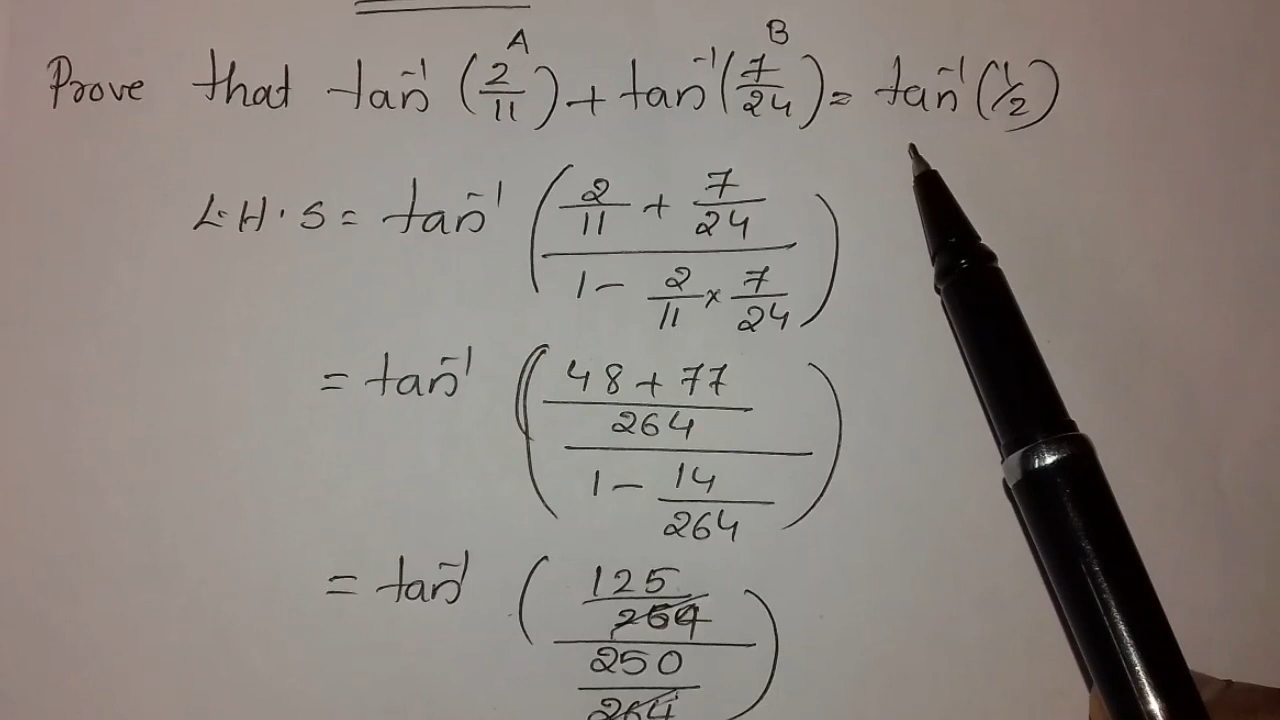 A B
Prove that tan⁻¹(2/11) + tan⁻¹(7/24) = tan⁻¹(1/2)
L.H.S = tan⁻¹((2/11 + 7/24)/(1 - 2/11 × 7/24))
= tan⁻¹(((48 + 77)/264)/(1 - 14/264))
= tan⁻¹((125/264)/(250/264))